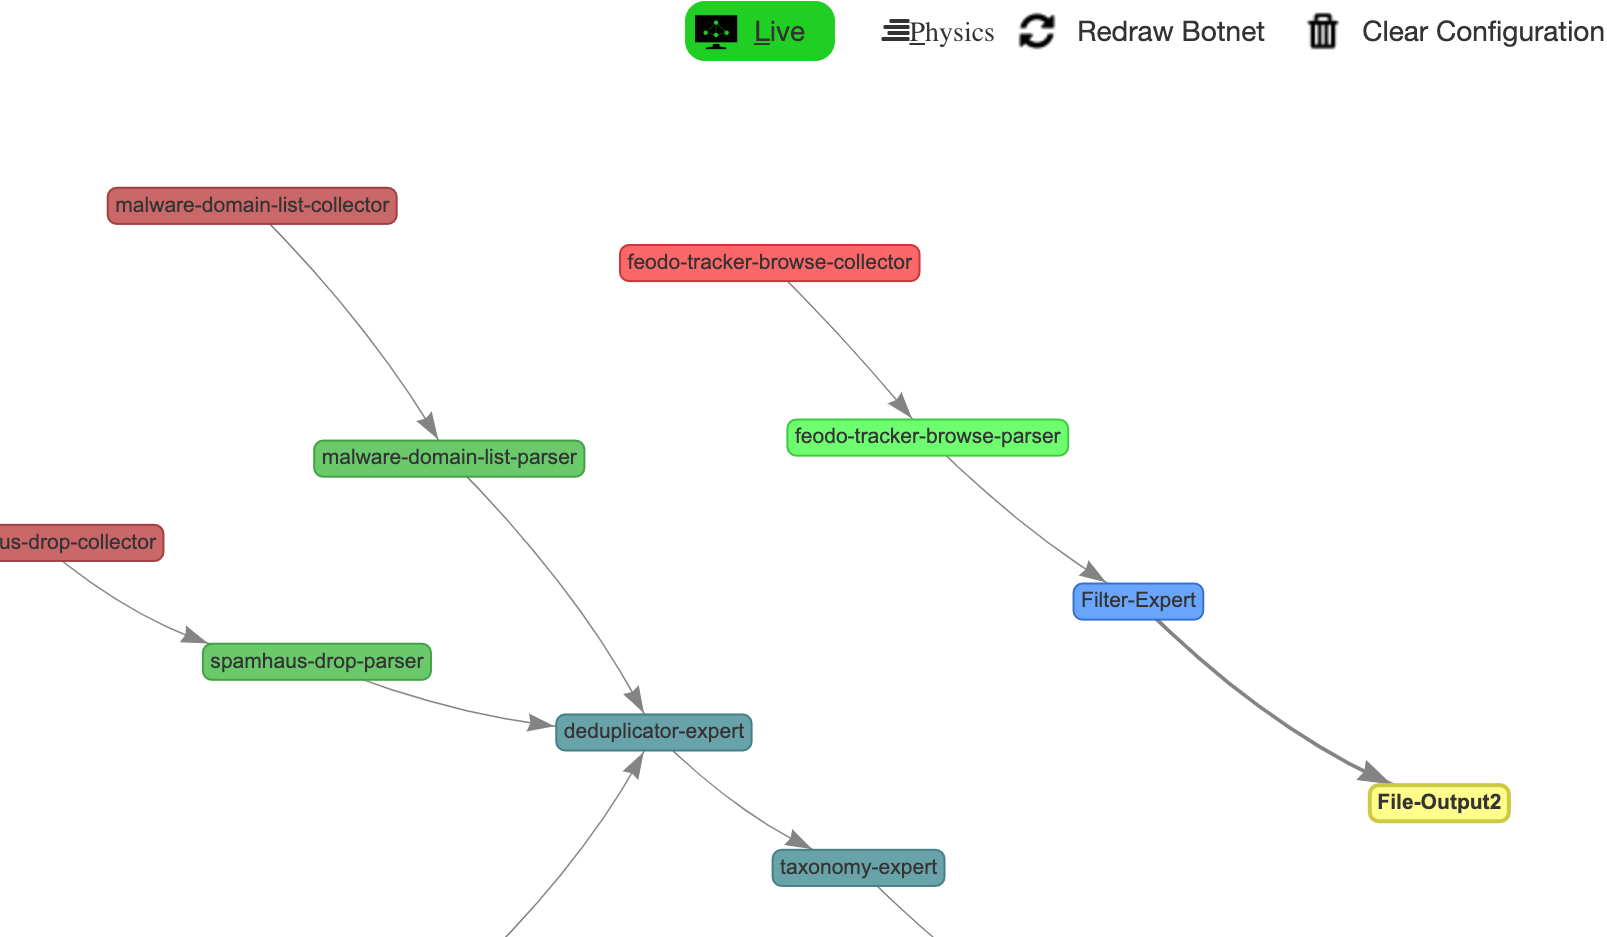 Live
Physics
Redraw Botnet
Clear Configuration
malware-domain-list-collector
feodo-tracker-browse-collector
feodo-tracker-browse-parser
malware-domain-list-parser
us-drop-collector
Filter-Expert
spamhaus-drop-parser
deduplicator-expert
File-Output2
taxonomy-expert